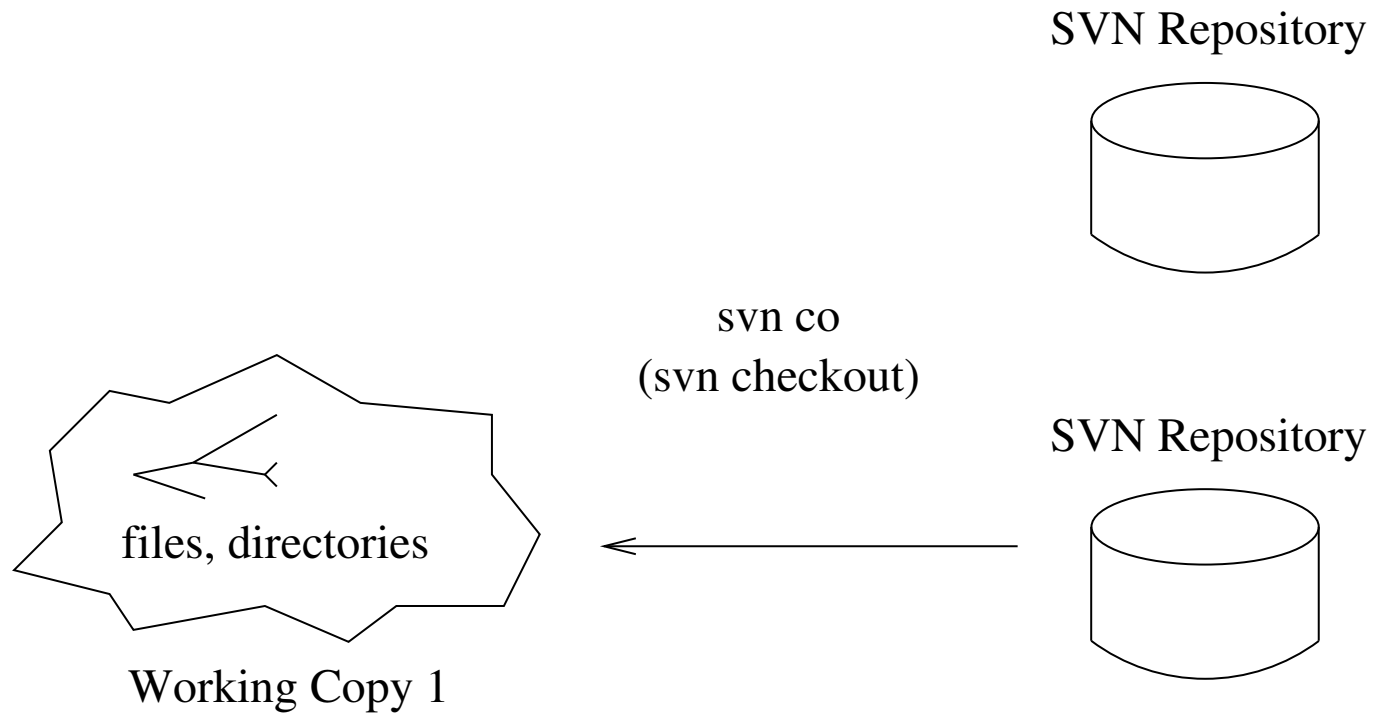 SVN Repository
svn co
(svn checkout)
SVN Repository
files, directories
Working Copy 1